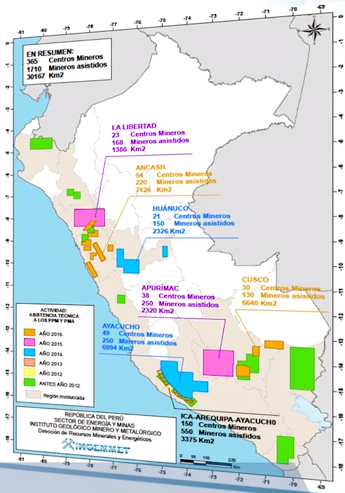 EN RESUMEN:
365 Centros Mineros
1710 Mineros asistidos
30167 Km2
LA LIBERTAD
23 Centros Mineros
160 Mineros asistidos
1386 Km2
ANCASH
54 Centros Mineros
220 Mineros asistidos
2126 Km2
HUÁNUCO
21 Centros Mineros
150 Mineros asistidos
2326 Km2
CUSCO
30 Centros Mineros
130 Mineros asistidos
6640 Km2
APURÍMAC
38 Centros Mineros
250 Mineros asistidos
2320 Km2
AYACUCHO
49 Centros Mineros
250 Mineros asistidos
6994 Km2
ICA-AREQUIPA-AYACUCHO
150 Centros Mineros
550 Mineros asistidos
3375 Km2
ACTIVIDAD:
ASISTENCIA TÉCNICA
A LOS PPM Y PMA
AÑO 2016
AÑO 2015
AÑO 2014
AÑO 2013
AÑO 2012
ANTES AÑO 2012
Región involucrada
REPÚBLICA DEL PERÚ
SECTOR DE ENERGÍA Y MINAS
INSTITUTO GEOLÓGICO MINERO Y METALÚRGICO
Dirección de Recursos Minerales y Energéticos
INGEMMET